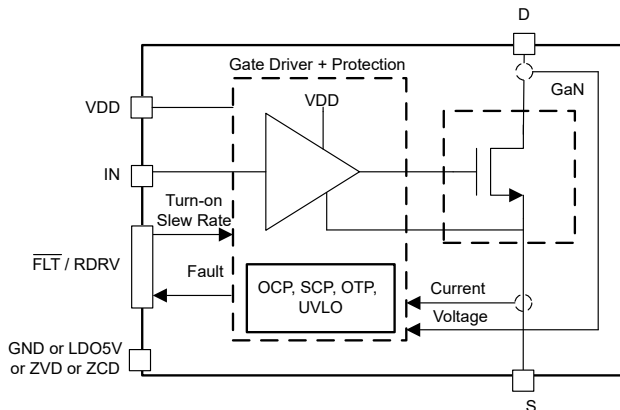 D
Gate Driver + Protection
GaN
VDD
VDD
IN
Turn-on
Slew Rate
FLT / RDRV
Fault
OCP, SCP, OTP,
UVLO
Current
Voltage
GND or LDO5V
or ZVD or ZCD
S